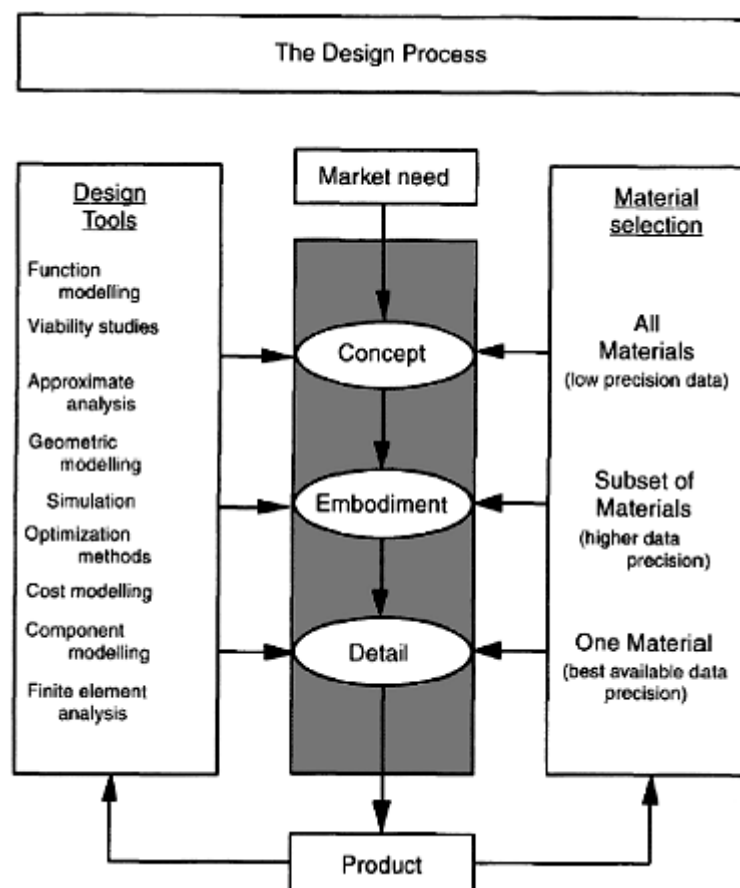 The Design Process
Market need
Design
Tools
Function
modelling
Viability studies
Approximate
analysis
Geometric
modelling
Simulation
Optimization
methods
Cost modelling
Component
modelling
Finite element
analysis
Concept
Embodiment
Detail
Product
Material
selection
All
Materials
(low precision data)
Subset of
Materials
(higher data
precision)
One Material
(best available data
precision)